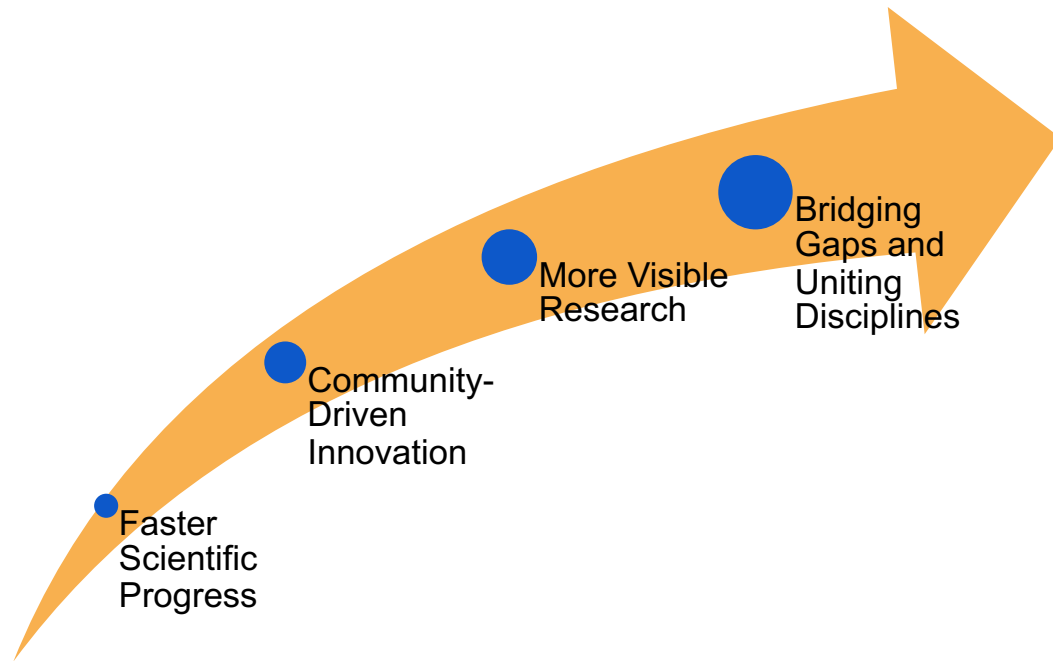 Faster
Scientific
Progress
Community-
Driven
Innovation
More Visible
Research
Bridging
Gaps and
Uniting
Disciplines